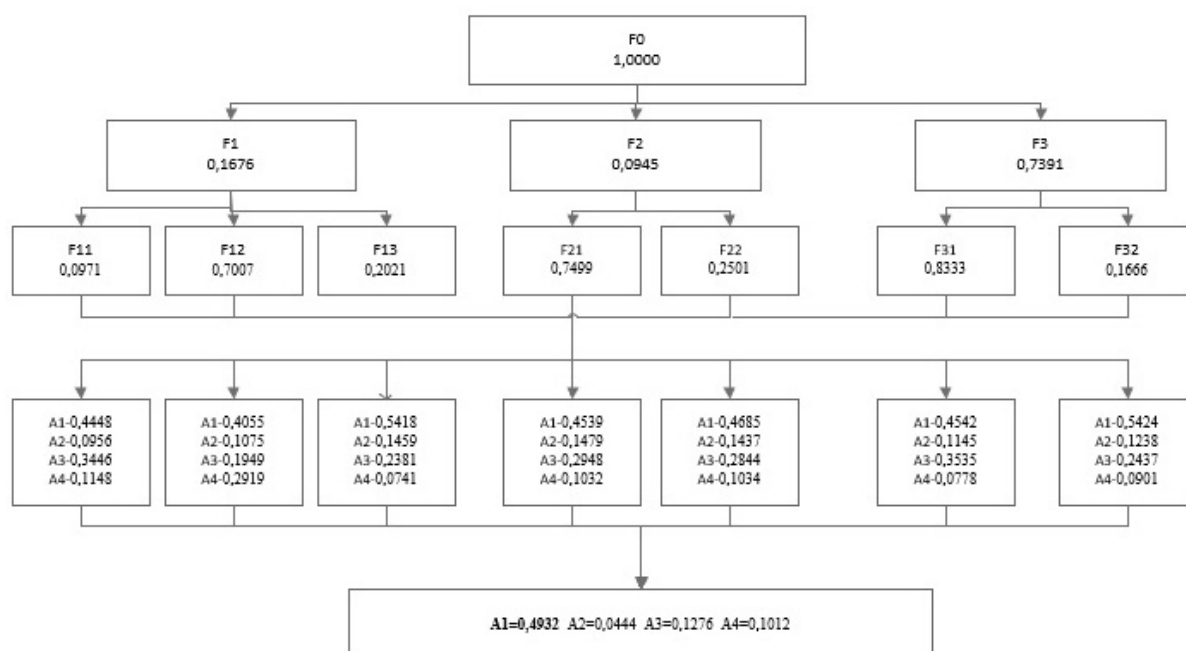 F0
1,0000
F1
0,1676
F2
0,0945
F3
0,7391
F11
0,0971
F12
0,7007
F13
0,2021
F21
0,7499
F22
0,2501
F31
0,8333
F32
0,1666
A1-0,4448
A2-0,0956
A3-0,3446
A4-0,1148
A1-0,4055
A2-0,1075
A3-0,1949
A4-0,2919
A1-0,5418
A2-0,1459
A3-0,2381
A4-0,0741
A1-0,4539
A2-0,1479
A3-0,2948
A4-0,1032
A1-0,4685
A2-0,1437
A3-0,2844
A4-0,1034
A1-0,4542
A2-0,1145
A3-0,3535
A4-0,0778
A1-0,5424
A2-0,1238
A3-0,2437
A4-0,0901
A1=0,4932 A2=0,0444 A3=0,1276 A4=0,1012